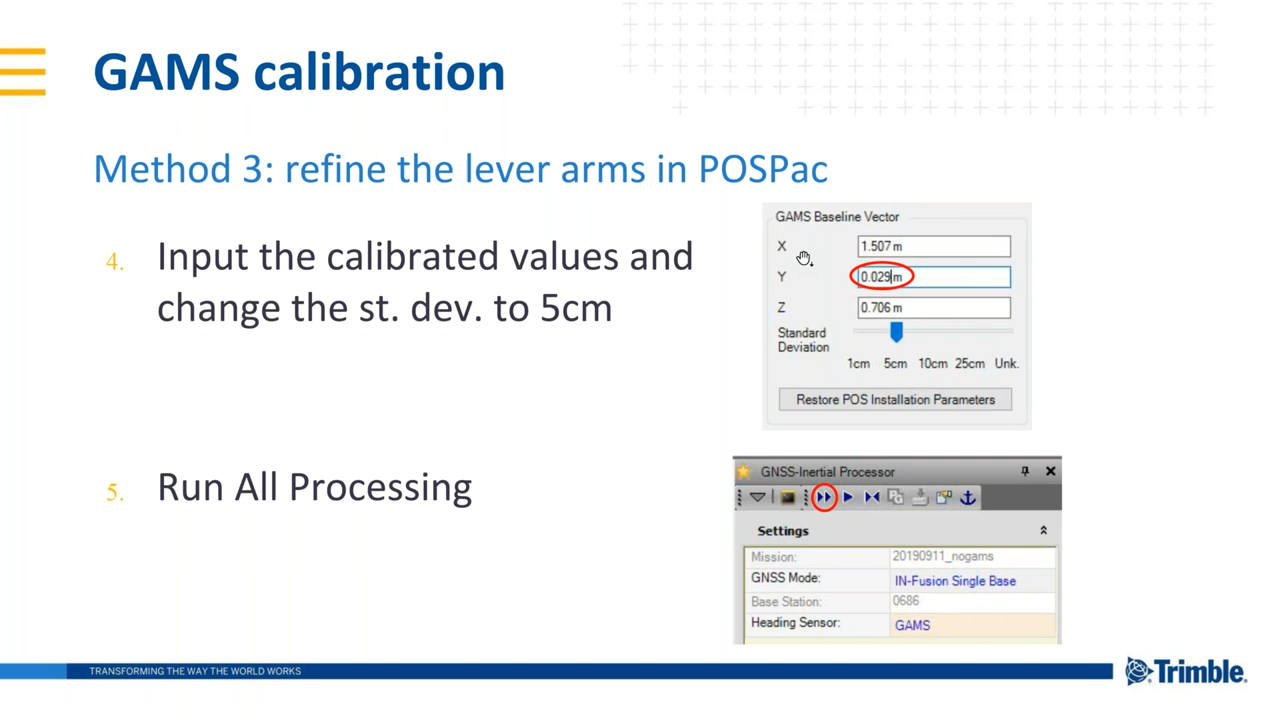 GAMS calibration
Method 3: refine the lever arms in POSPac
4. Input the calibrated values and
change the st. dev. to 5cm
GAMS Baseline Vector
X 1.507 m
Y 0.029 m
Z 0.706 m
Standard
Deviation
1cm 5cm 10cm 25cm Unk.
Restore POS Installation Parameters
5. Run All Processing
GNSS-Inertial Processor
Settings
Mission: 20190911_nogams
GNSS Mode: IN-Fusion Single Base
Base Station: 0686
Heading Sensor: GAMS
TRANSFORMING THE WAY THE WORLD WORKS
Trimble.